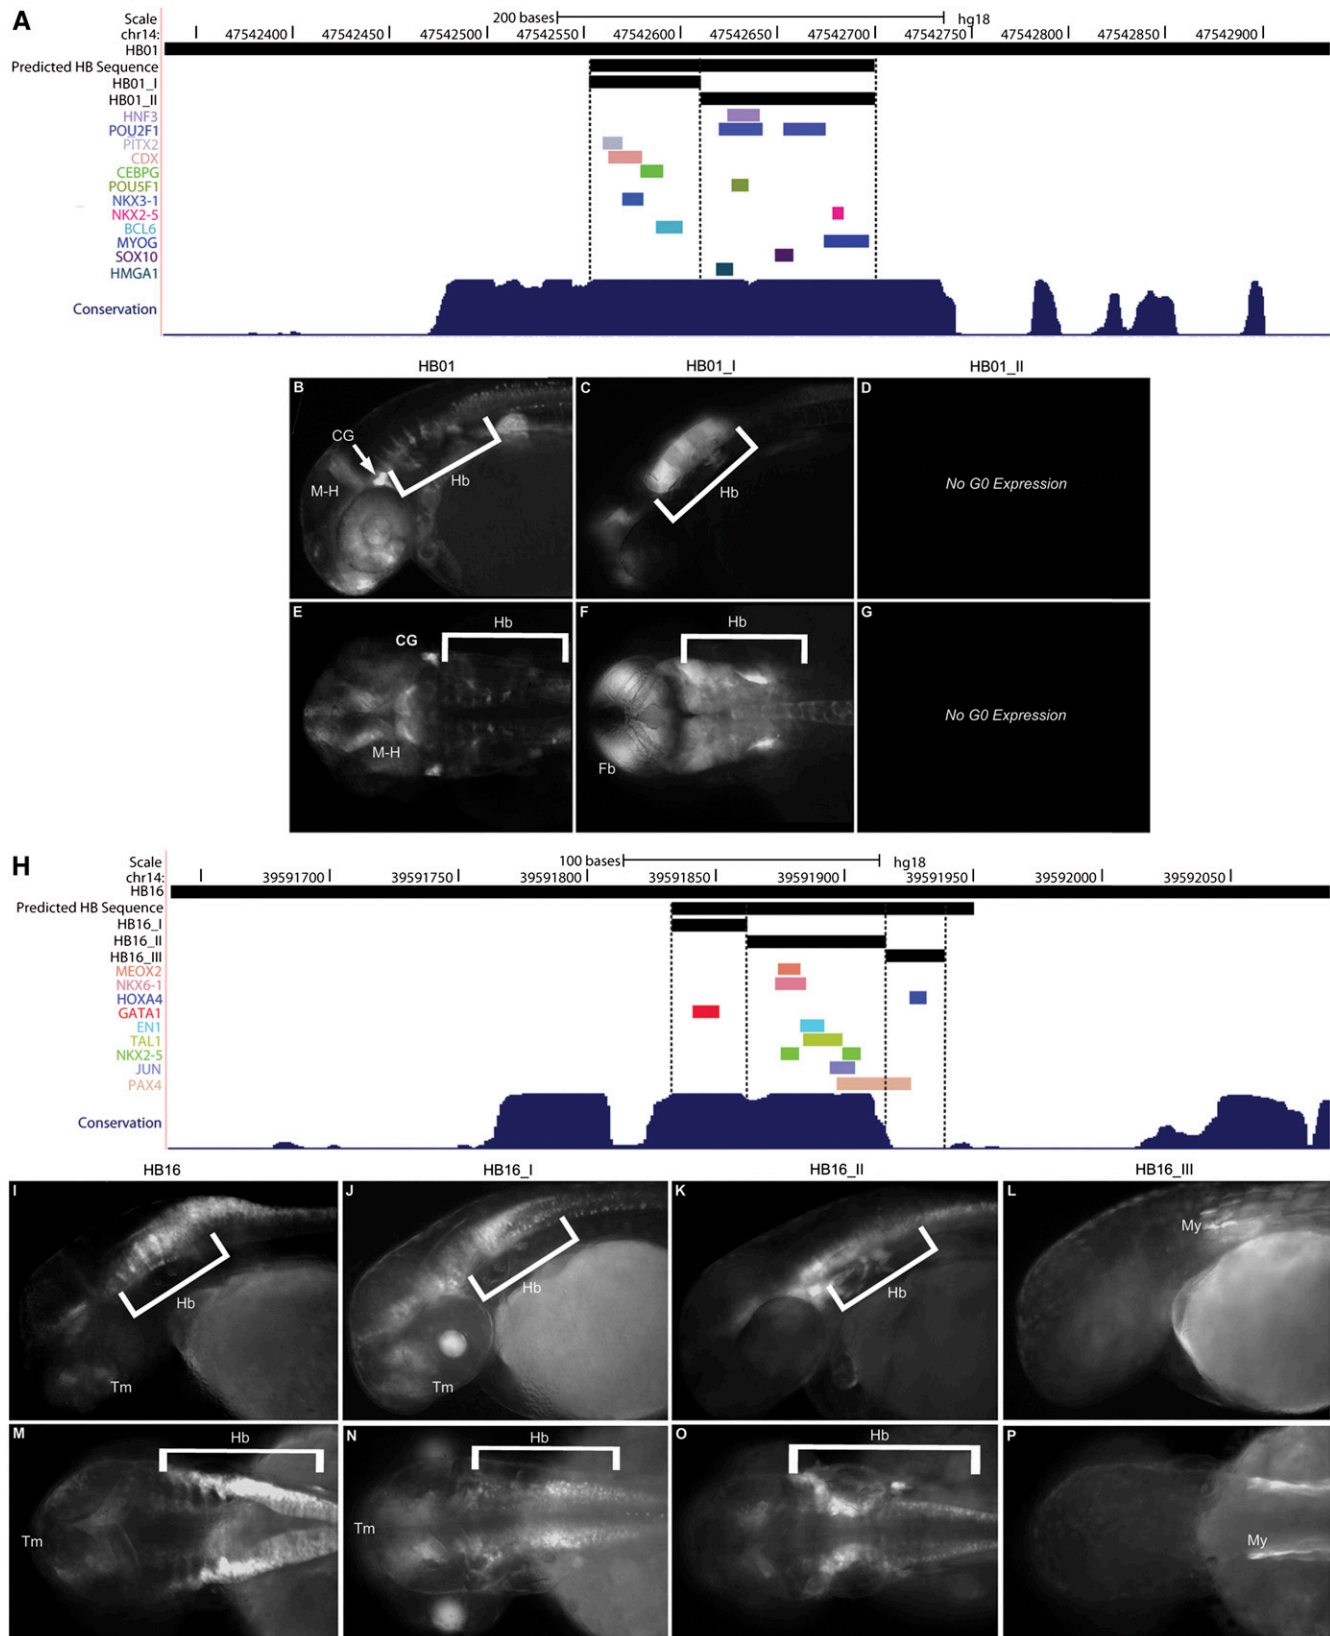 A
Scale 200 bases hg18
chr14: 47542400 47542450 47542500 47542550 47542600 47542650 47542700 47542750 47542800 47542850 47542900
HB01
Predicted HB Sequence
HB01_I
HB01_II
HNF3
POU2F1
PITX2
CDX
CEBPG
POU5F1
NKX3-1
NKX2-5
BCL6
MYOG
SOX10
HMGA1
Conservation
HB01 HB01_I HB01_II
B C D
CG
M-H Hb Hb No G0 Expression
E F G
CG Hb Hb
M-H Fb No G0 Expression
H
Scale 100 bases hg18
chr14: 39591700 39591750 39591800 39591850 39591900 39591950 39592000 39592050
HB16
Predicted HB Sequence
HB16_I
HB16_II
HB16_III
MEOX2
NKX6-1
HOXA4
GATA1
EN1
TAL1
NKX2-5
JUN
PAX4
Conservation
HB16 HB16_I HB16_II HB16_III
I J K L
Hb Hb Hb My
Tm Tm
M N O P
Hb Hb Hb
Tm Tm My